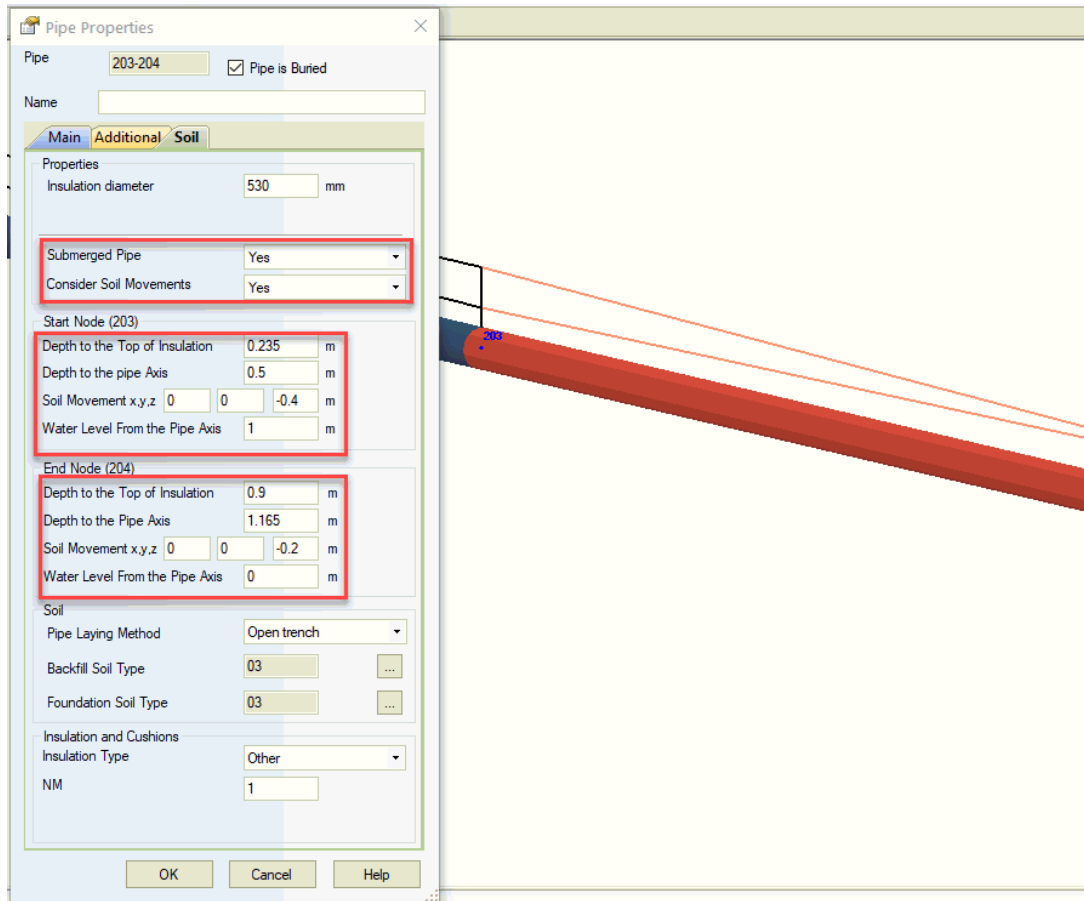 Pipe Properties
Pipe 203-204 Pipe is Buried
Name
Main Additional Soil
Properties
Insulation diameter 530 mm
Submerged Pipe Yes
Consider Soil Movements Yes
Start Node (203)
Depth to the Top of Insulation 0.235 m
Depth to the pipe Axis 0.5 m
Soil Movement x,y,z 0 0 -0.4 m
Water Level From the Pipe Axis 1 m
End Node (204)
Depth to the Top of Insulation 0.9 m
Depth to the Pipe Axis 1.165 m
Soil Movement x,y,z 0 0 -0.2 m
Water Level From the Pipe Axis 0 m
Soil
Pipe Laying Method Open trench
Backfill Soil Type 03 ...
Foundation Soil Type 03 ...
Insulation and Cushions
Insulation Type Other
NM 1
OK Cancel Help
203